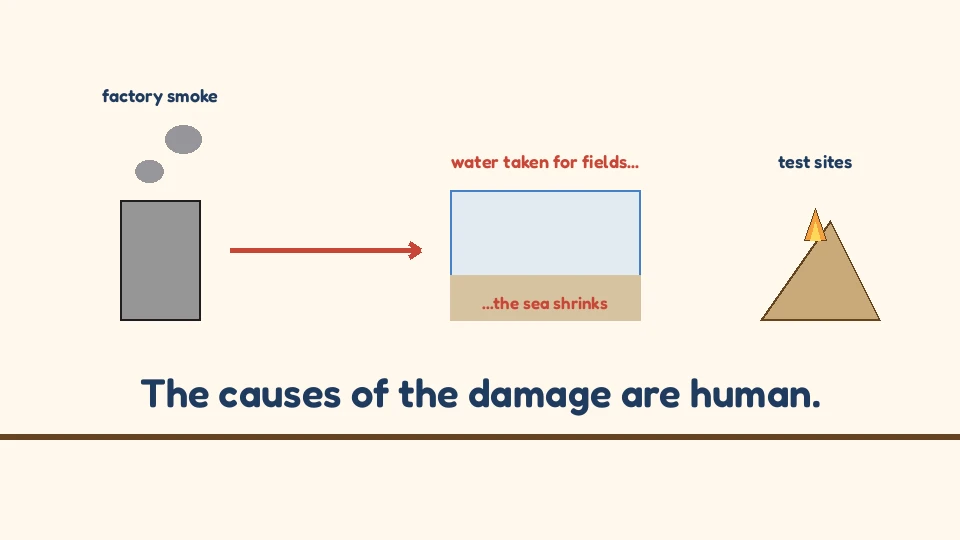 factory smoke
water taken for fields...
test sites
...the sea shrinks
The causes of the damage are human.